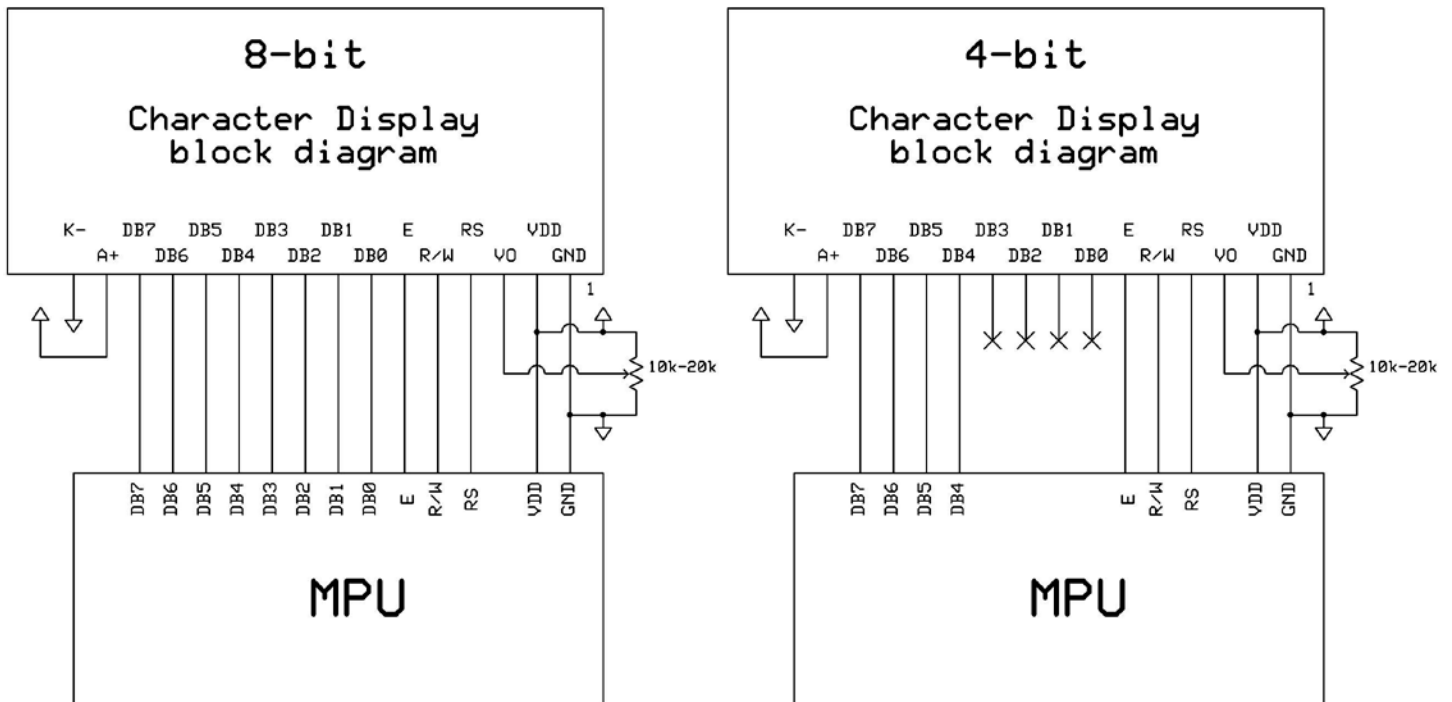 8-bit
Character Display
block diagram
K- DB7 DB5 DB3 DB1 E RS VDD
A+ DB6 DB4 DB2 DB0 R/W VO GND
1
10k-20k
DB7 DB6 DB5 DB4 DB3 DB2 DB1 DB0 E R/W RS VDD GND
MPU
4-bit
Character Display
block diagram
K- DB7 DB5 DB3 DB1 E RS VDD
A+ DB6 DB4 DB2 DB0 R/W VO GND
1
10k-20k
DB7 DB6 DB5 DB4 E R/W RS VDD GND
MPU